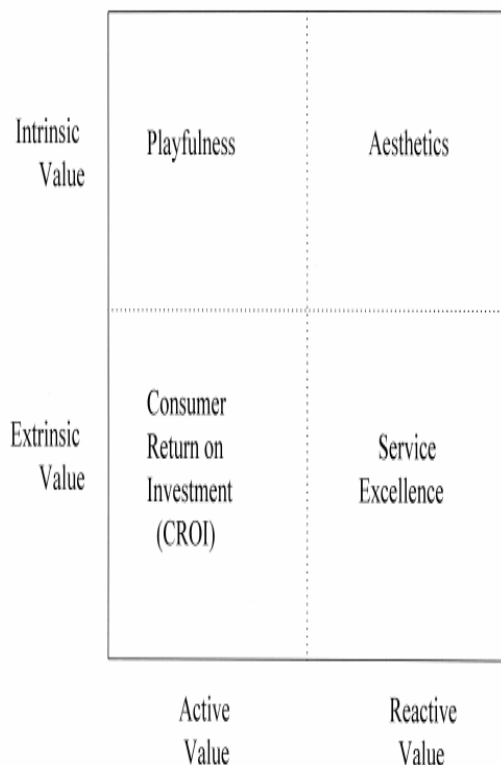 Intrinsic
Value
Playfulness
Aesthetics
Extrinsic
Value
Consumer
Return on
Investment
(CROI)
Service
Excellence
Active
Value
Reactive
Value